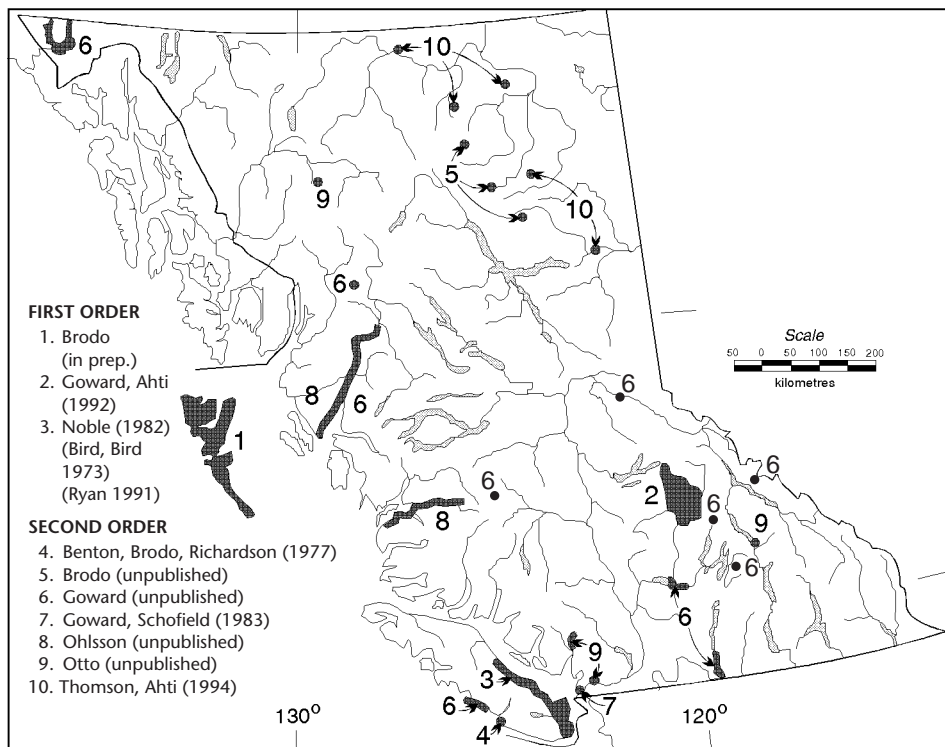 6
10
5
9
10
6
FIRST ORDER
1. Brodo
(in prep.)
2. Goward, Ahti
(1992)
3. Noble (1982)
(Bird, Bird
1973)
(Ryan 1991)
SECOND ORDER
4. Benton, Brodo, Richardson (1977)
5. Brodo (unpublished)
6. Goward (unpublished)
7. Goward, Schofield (1983)
8. Ohlsson (unpublished)
9. Otto (unpublished)
10. Thomson, Ahti (1994)
Scale
50 0 50 100 150 200
kilometres
8
6
6
1
6
6
2
6
9
8
6
6
9
3
6
7
4
130°
120°